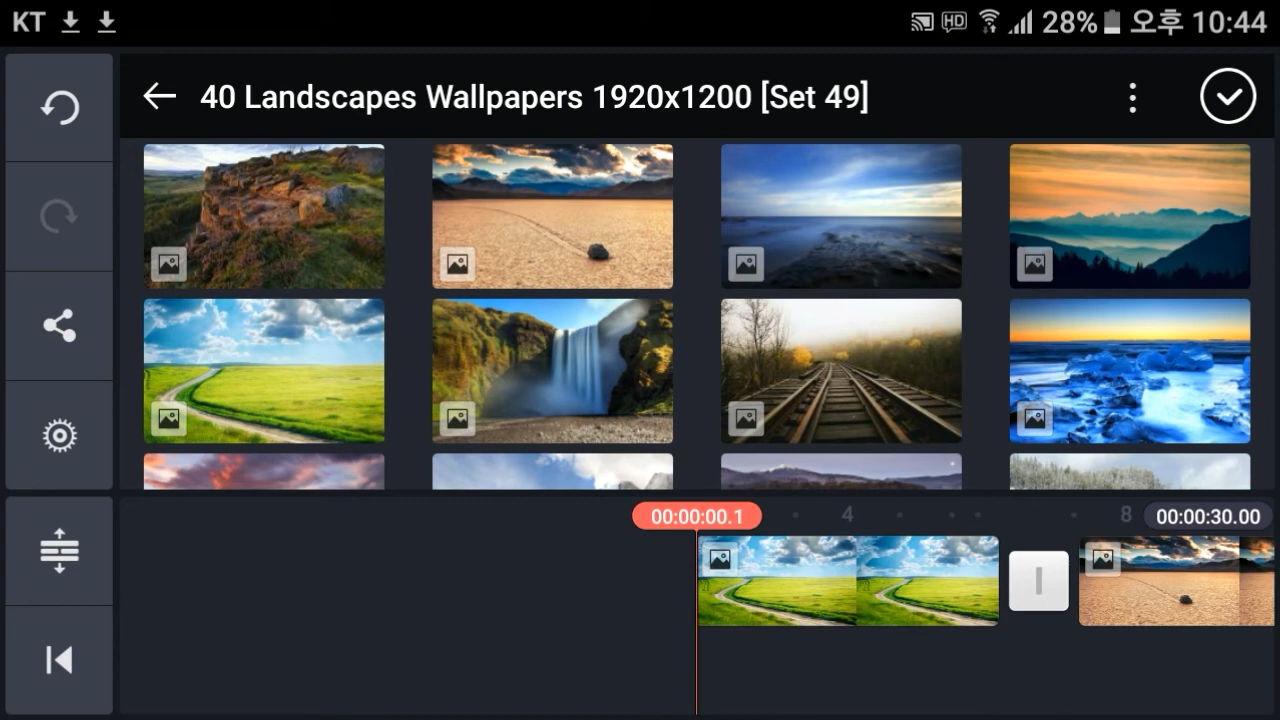 KT HD 28% 오후 10:44
40 Landscapes Wallpapers 1920x1200 [Set 49]
00:00:00.1 4 8 00:00:30.00